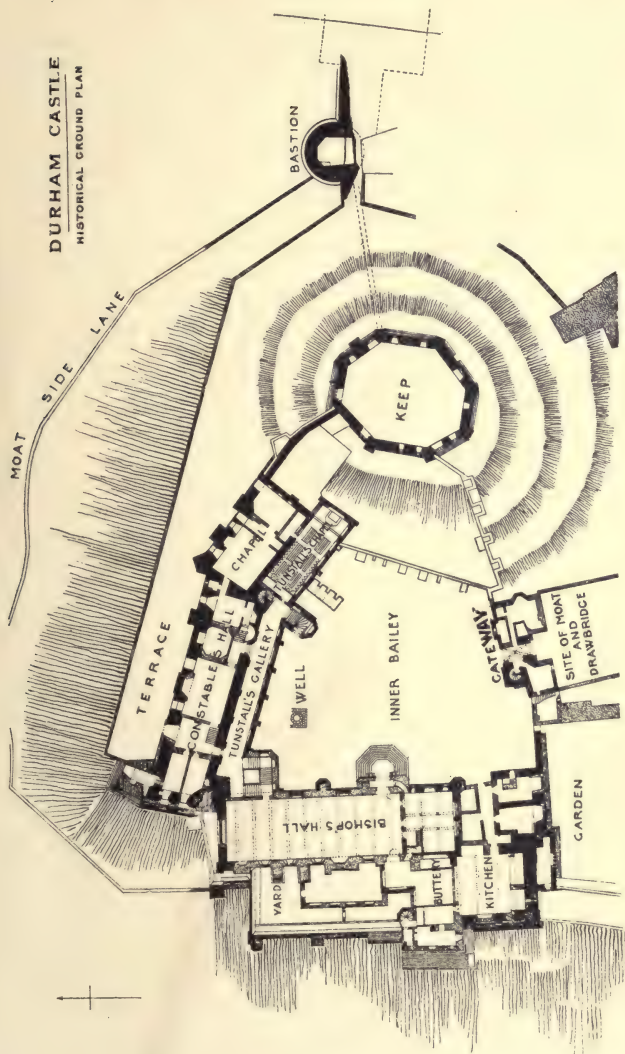 DURHAM CASTLE
HISTORICAL GROUND PLAN
MOAT SIDE LANE
BASTION
TERRACE
KEEP
CHAPEL
TUNSTALL'S CHAPEL
CONSTABLE'S HALL
TUNSTALL'S GALLERY
WELL
INNER BAILEY
GATEWAY
SITE OF MOAT
AND
DRAWBRIDGE
BISHOP'S HALL
YARD
BUTTERY
KITCHEN
GARDEN